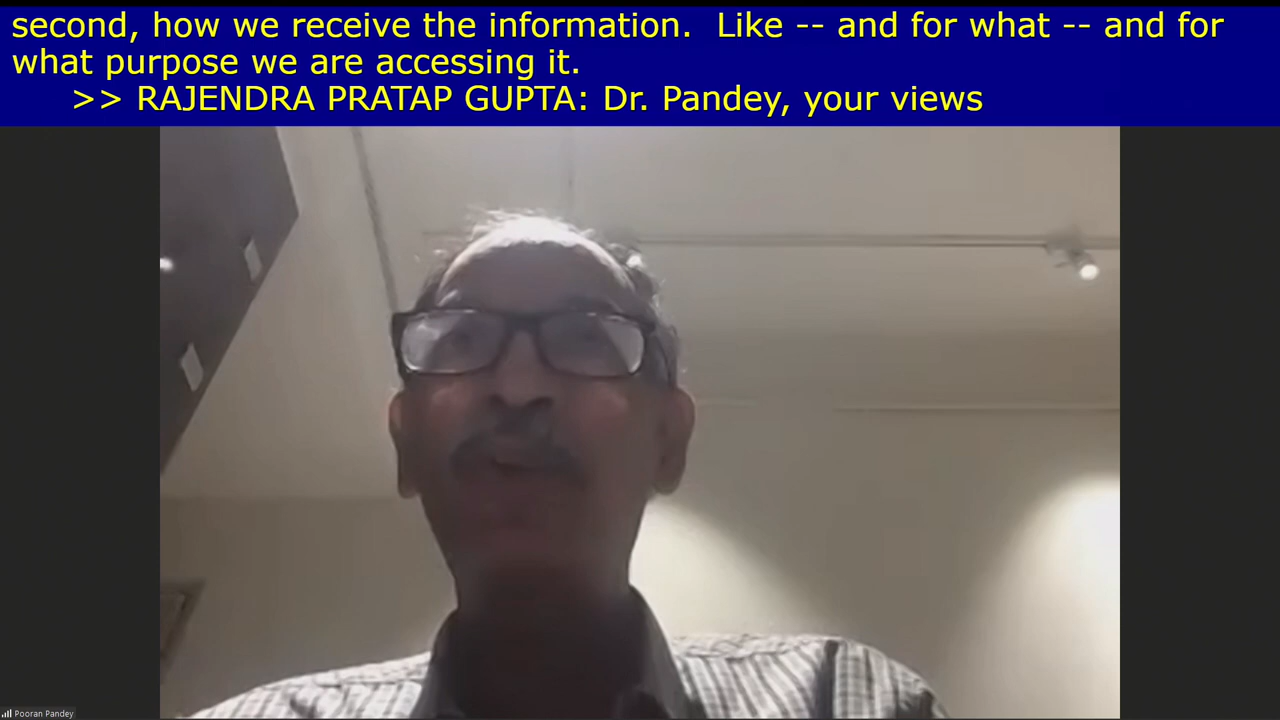 second, how we receive the information.  Like -- and for what -- and for
what purpose we are accessing it.
>> RAJENDRA PRATAP GUPTA: Dr. Pandey, your views
Pooran Pandey